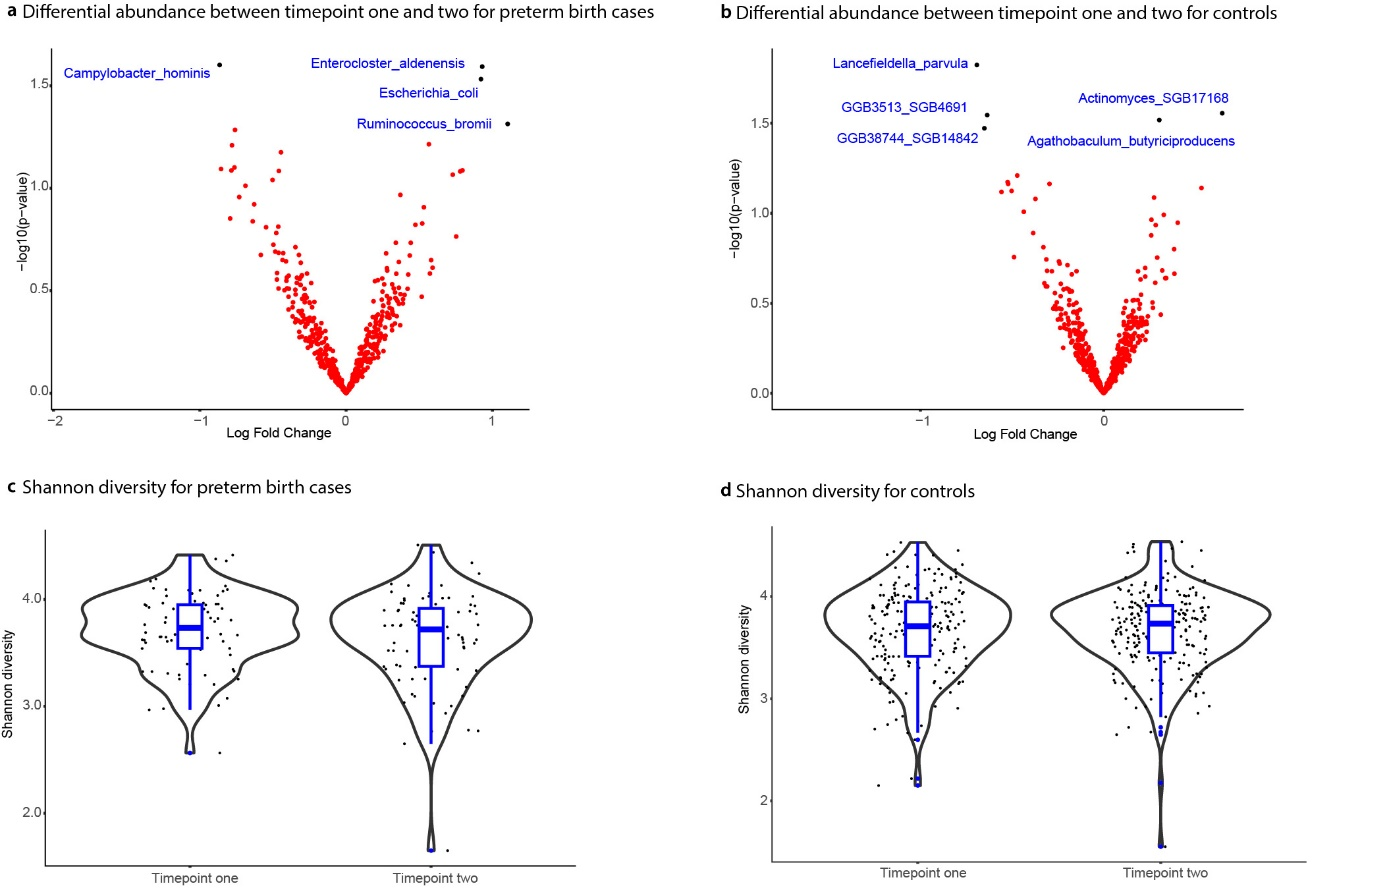 a Differential abundance between timepoint one and two for preterm birth cases
Campylobacter_hominis
Enterocloster_aldenensis
Escherichia_coli
Ruminococcus_bromii
1.5
1.0
0.5
0.0
−log10(p−value)
−2 −1 0 1
Log Fold Change
b Differential abundance between timepoint one and two for controls
Lancefieldella_parvula
GGB3513_SGB4691
GGB38744_SGB14842
Actinomyces_SGB17168
Agathobaculum_butyriciproducens
1.5
1.0
0.5
0.0
−log10(p−value)
−1 0
Log Fold Change
c Shannon diversity for preterm birth cases
4.0
3.0
2.0
Shannon diversity
Timepoint one Timepoint two
d Shannon diversity for controls
4
3
2
Shannon diversity
Timepoint one Timepoint two